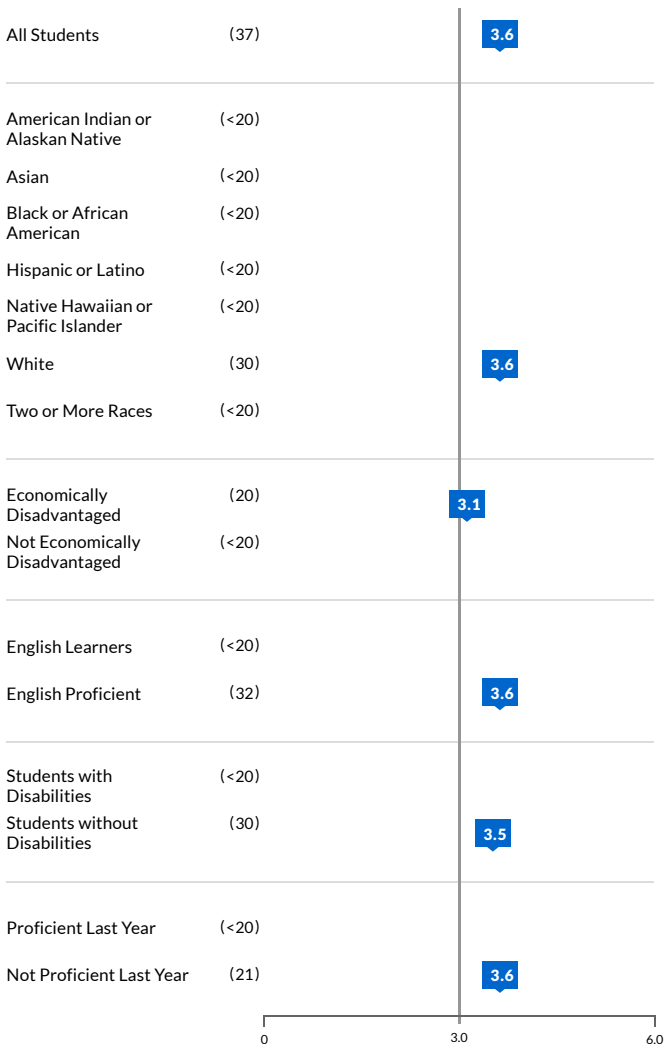 All Students (37) 3.6
American Indian or (<20)
Alaskan Native
Asian (<20)
Black or African (<20)
American
Hispanic or Latino (<20)
Native Hawaiian or (<20)
Pacific Islander
White (30) 3.6
Two or More Races (<20)
Economically (20) 3.1
Disadvantaged
Not Economically (<20)
Disadvantaged
English Learners (<20)
English Proficient (32) 3.6
Students with (<20)
Disabilities
Students without (30) 3.5
Disabilities
Proficient Last Year (<20)
Not Proficient Last Year (21) 3.6
0 3.0 6.0